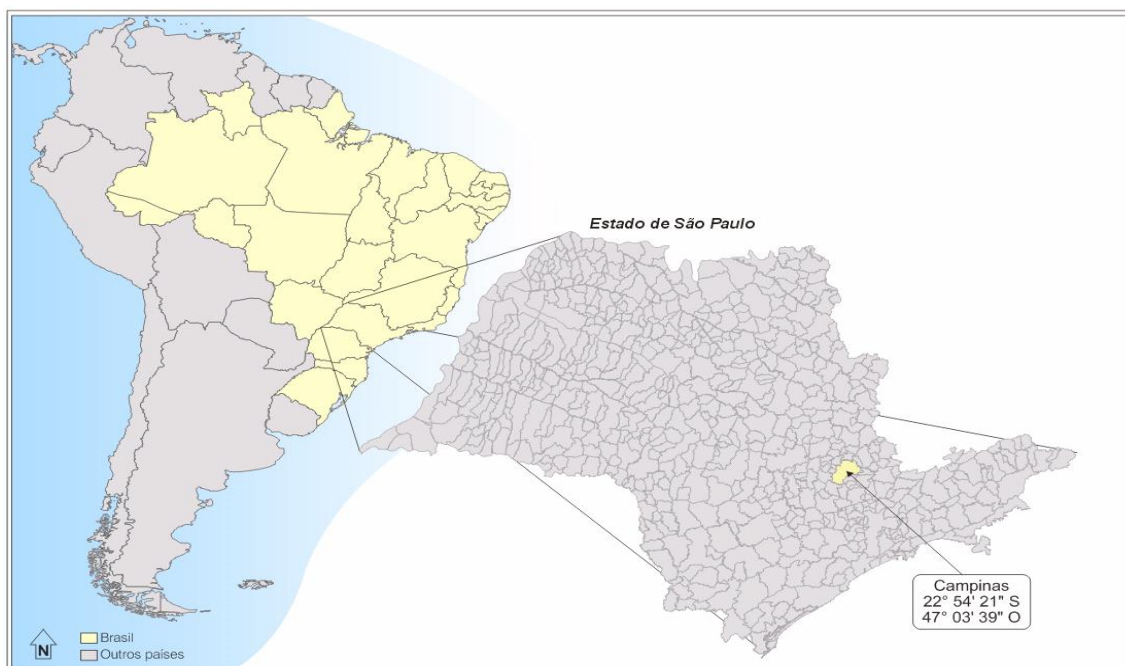 Estado de São Paulo
Campinas
22° 54' 21" S
47° 03' 39" O
N
Brasil
Outros países